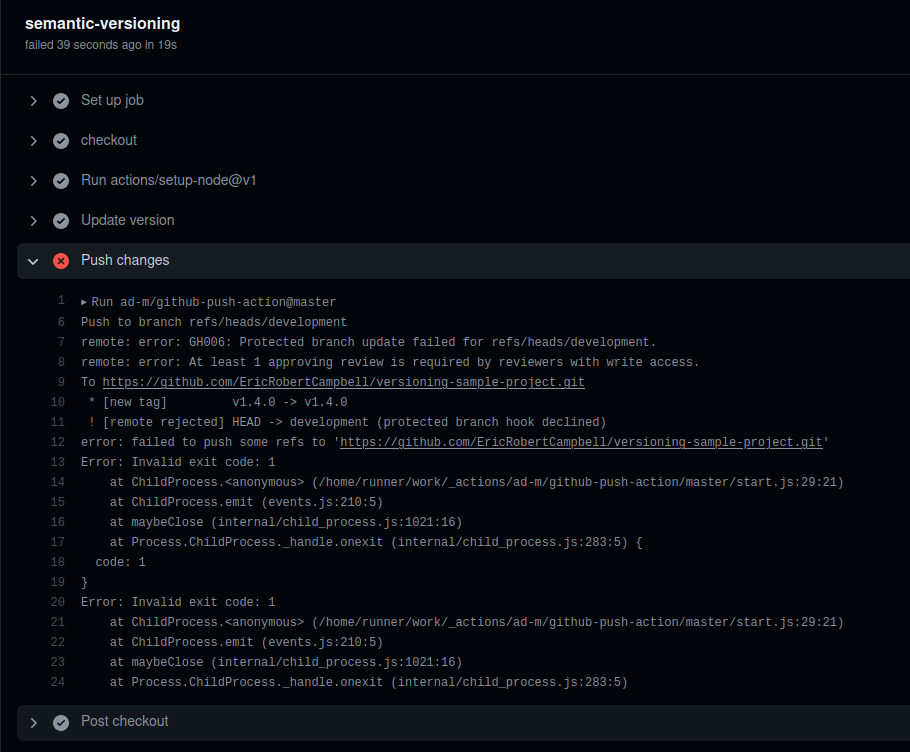 semantic-versioning
failed 39 seconds ago in 19s
Set up job
checkout
Run actions/setup-node@v1
Update version
Push changes
1 ▸ Run ad-m/github-push-action@master
6 Push to branch refs/heads/development
7 remote: error: GH006: Protected branch update failed for refs/heads/development.
8 remote: error: At least 1 approving review is required by reviewers with write access.
9 To https://github.com/EricRobertCampbell/versioning-sample-project.git
10  * [new tag]         v1.4.0 -> v1.4.0
11  ! [remote rejected] HEAD -> development (protected branch hook declined)
12 error: failed to push some refs to 'https://github.com/EricRobertCampbell/versioning-sample-project.git'
13 Error: Invalid exit code: 1
14     at ChildProcess.<anonymous> (/home/runner/work/_actions/ad-m/github-push-action/master/start.js:29:21)
15     at ChildProcess.emit (events.js:210:5)
16     at maybeClose (internal/child_process.js:1021:16)
17     at Process.ChildProcess._handle.onexit (internal/child_process.js:283:5) {
18   code: 1
19 }
20 Error: Invalid exit code: 1
21     at ChildProcess.<anonymous> (/home/runner/work/_actions/ad-m/github-push-action/master/start.js:29:21)
22     at ChildProcess.emit (events.js:210:5)
23     at maybeClose (internal/child_process.js:1021:16)
24     at Process.ChildProcess._handle.onexit (internal/child_process.js:283:5)
Post checkout